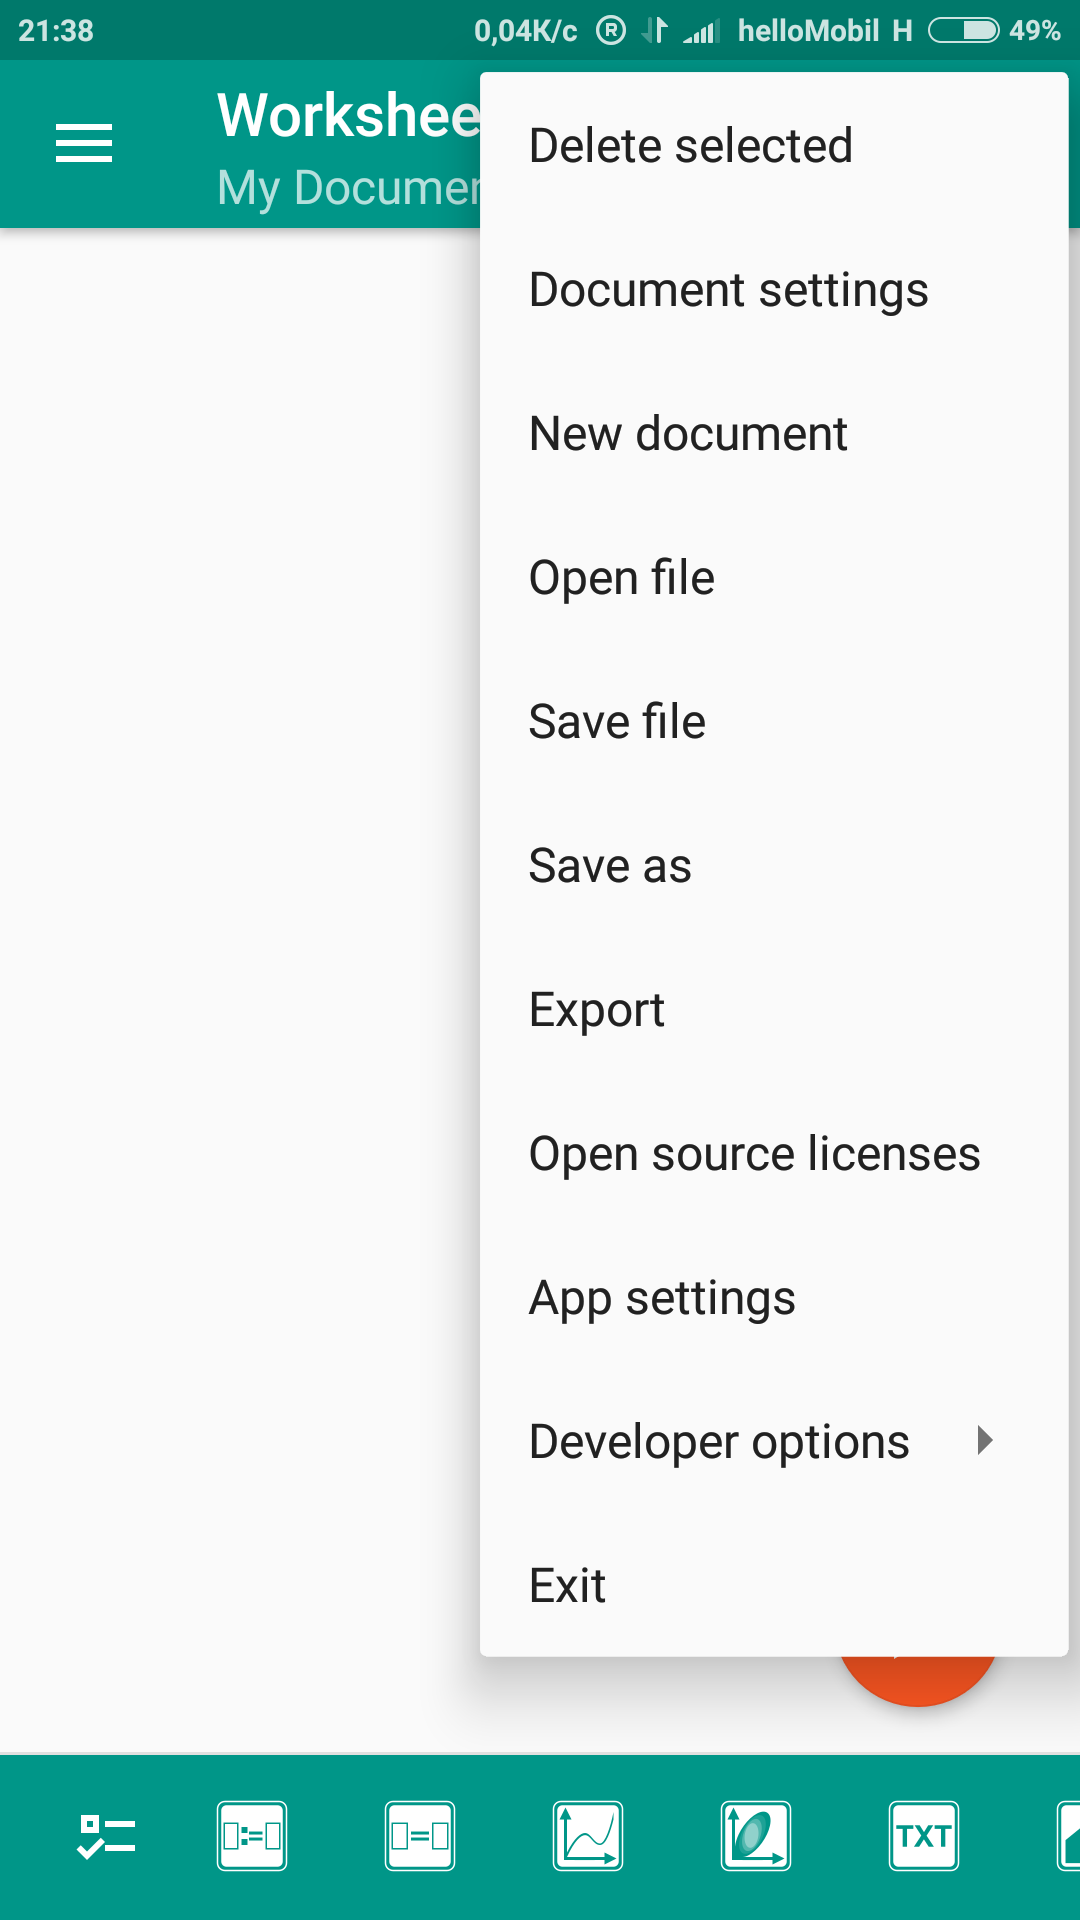 21:38 0,04K/c R helloMobil H 49%
Workshee
My Documen
Delete selected
Document settings
New document
Open file
Save file
Save as
Export
Open source licenses
App settings
Developer options
Exit
:= = TXT